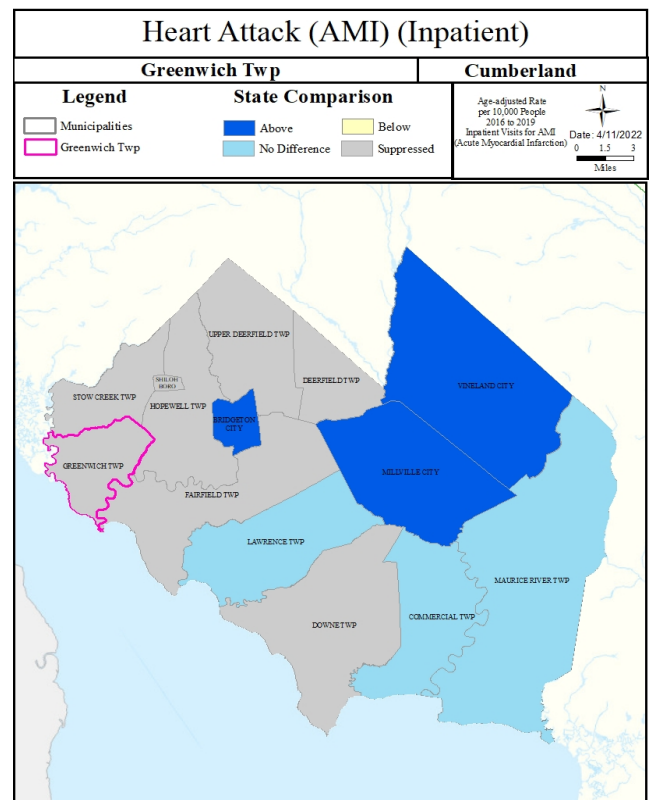 Heart Attack (AMI) (Inpatient)
Greenwich Twp
Cumberland
Legend
Municipalities
Greenwich Twp
State Comparison
Above
Below
No Difference
Suppressed
Age-adjusted Rate
per 10,000 People
2016 to 2019
Inpatient Visits for AMI
(Acute Myocardial Infarction)
N
Date: 4/11/2022
0 1.5 3
Miles
UPPER DEERFIELD TWP
SHILOH
BORO
DEERFIELD TWP
VINELAND CITY
STOW CREEK TWP
HOPEWELL TWP
BRIDGETON
CITY
GREENWICH TWP
MILLVILLE CITY
FAIRFIELD TWP
LAWRENCE TWP
MAURICE RIVER TWP
COMMERCIAL TWP
DOWNE TWP